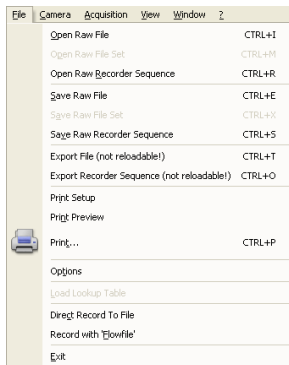 File Camera Acquisition View Window ?
Open Raw File CTRL+I
Open Raw File Set CTRL+M
Open Raw Recorder Sequence CTRL+R
Save Raw File CTRL+E
Save Raw File Set CTRL+X
Save Raw Recorder Sequence CTRL+S
Export File (not reloadable!) CTRL+T
Export Recorder Sequence (not reloadable!) CTRL+O
Print Setup
Print Preview
Print... CTRL+P
Options
Load Lookup Table
Direct Record To File
Record with 'Flowfile'
Exit